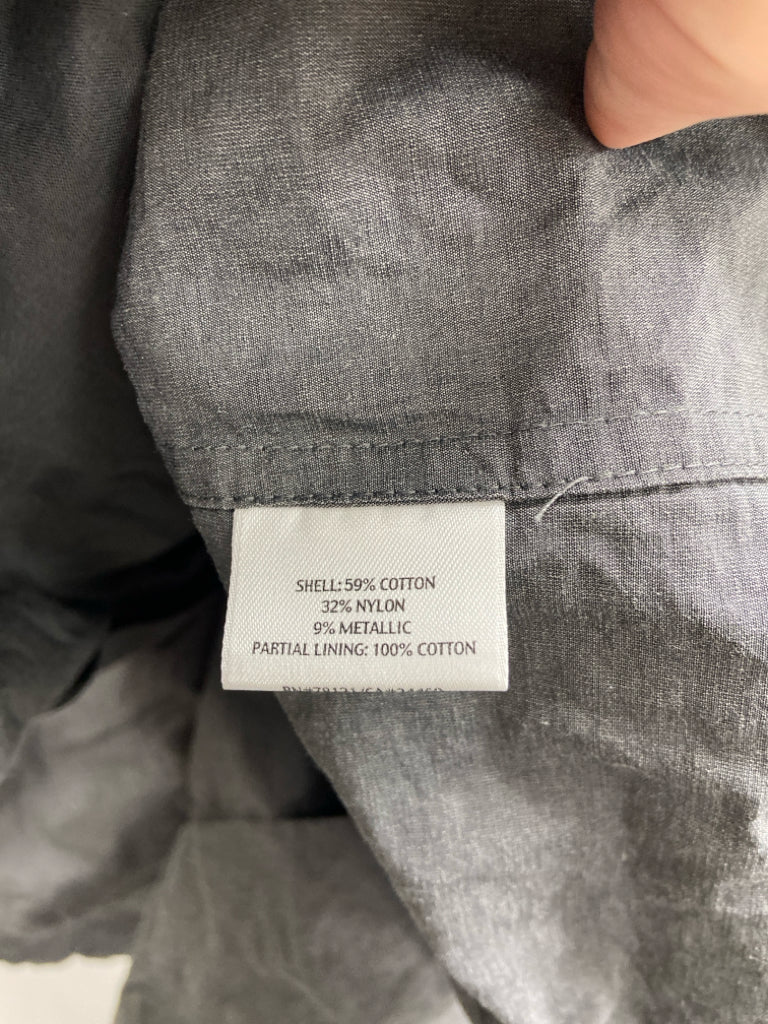 SHELL: 59% COTTON
32% NYLON
9% METALLIC
PARTIAL LINING: 100% COTTON